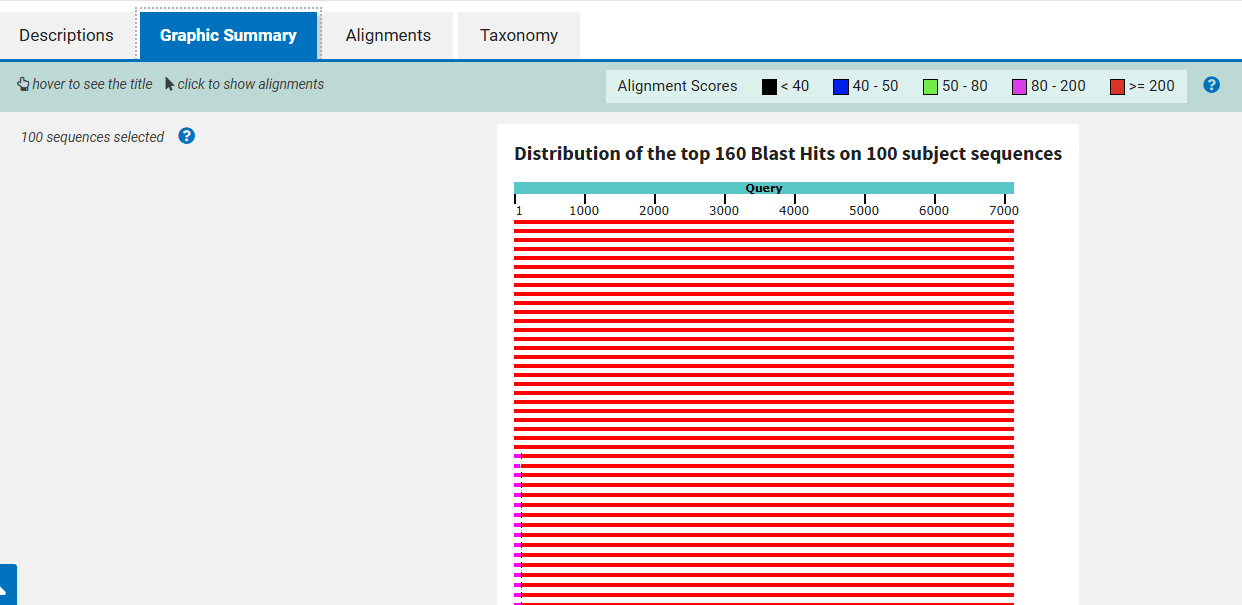 Descriptions Graphic Summary Alignments Taxonomy
hover to see the title click to show alignments Alignment Scores < 40 40 - 50 50 - 80 80 - 200 >= 200 ?
100 sequences selected ?
Distribution of the top 160 Blast Hits on 100 subject sequences
Query
1 1000 2000 3000 4000 5000 6000 7000